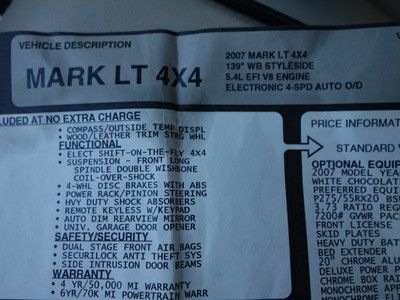 VEHICLE DESCRIPTION
MARK LT 4X4
2007 MARK LT 4X4
139" WB STYLESIDE
5.4L EFI V8 ENGINE
ELECTRONIC 4-SPD AUTO O/D
LUDED AT NO EXTRA CHARGE
• COMPASS/OUTSIDE TEMP DISPL
• WOOD/LEATHER TRIM STRG WHL
FUNCTIONAL
• ELECT SHIFT-ON-THE-FLY 4X4
• SUSPENSION - FRONT LONG
SPINDLE DOUBLE WISHBONE
COIL-OVER-SHOCK
• 4-WHL DISC BRAKES WITH ABS
• POWER RACK/PINION STEERING
• HVY DUTY SHOCK ABSORBERS
• REMOTE KEYLESS W/KEYPAD
• AUTO DIM REARVIEW MIRROR
• UNIV. GARAGE DOOR OPENER
SAFETY/SECURITY
• DUAL STAGE FRONT AIR BAGS
• SECURILOCK ANTI THEFT SYS
• SIDE INTRUSION DOOR BEAMS
WARRANTY
• 4 YR/50,000 MI WARRANTY
• 6YR/70K MI POWERTRAIN WARR
PRICE INFORMAT
STANDARD
OPTIONAL EQUIP
2007 MODEL YEA
WHITE CHOCOLAT
PREFERRED EQUI
P275/55RX20 BS
3.73 RATIO REG
7200# GVWR PAC
FRONT LICENSE
SKID PLATES
HEAVY DUTY BAT
BED EXTENDER
20" CHROME ALU
DELUXE POWER P
CHROME BOX RAI
MONOCHROME APP